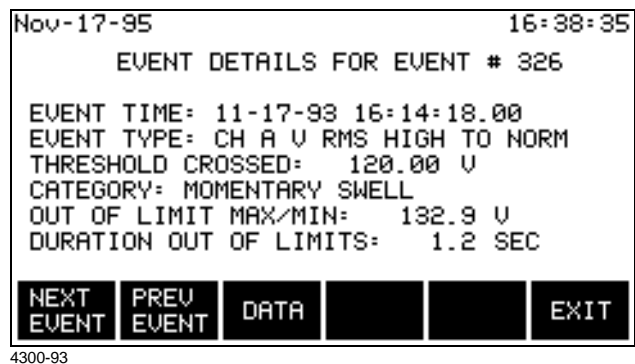 Nov-17-95 16:38:35
EVENT DETAILS FOR EVENT # 326
EVENT TIME: 11-17-93 16:14:18.00
EVENT TYPE: CH A V RMS HIGH TO NORM
THRESHOLD CROSSED: 120.00 V
CATEGORY: MOMENTARY SWELL
OUT OF LIMIT MAX/MIN: 132.9 V
DURATION OUT OF LIMITS: 1.2 SEC
NEXT EVENT
PREV EVENT
DATA
EXIT
4300-93